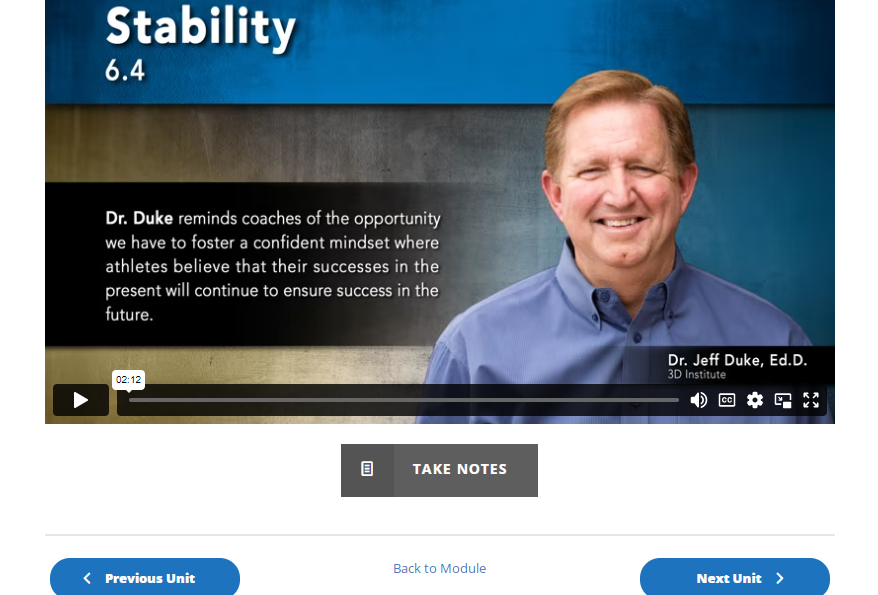 Stability
6.4
Dr. Duke reminds coaches of the opportunity
we have to foster a confident mindset where
athletes believe that their successes in the
present will continue to ensure success in the
future.
Dr. Jeff Duke, Ed.D.
3D Institute
02:12
CC
TAKE NOTES
Previous Unit
Back to Module
Next Unit